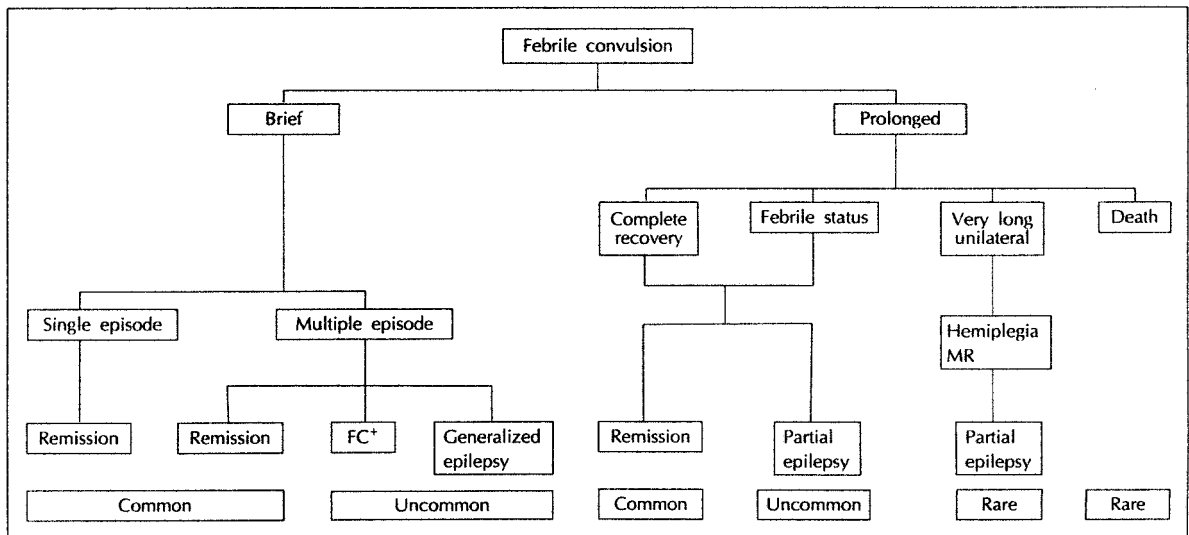 Febrile convulsion
Brief
Prolonged
Complete
recovery
Febrile status
Very long
unilateral
Death
Single episode
Multiple episode
Hemiplegia
MR
Remission
Remission
FC⁺
Generalized
epilepsy
Remission
Partial
epilepsy
Partial
epilepsy
Common
Uncommon
Common
Uncommon
Rare
Rare